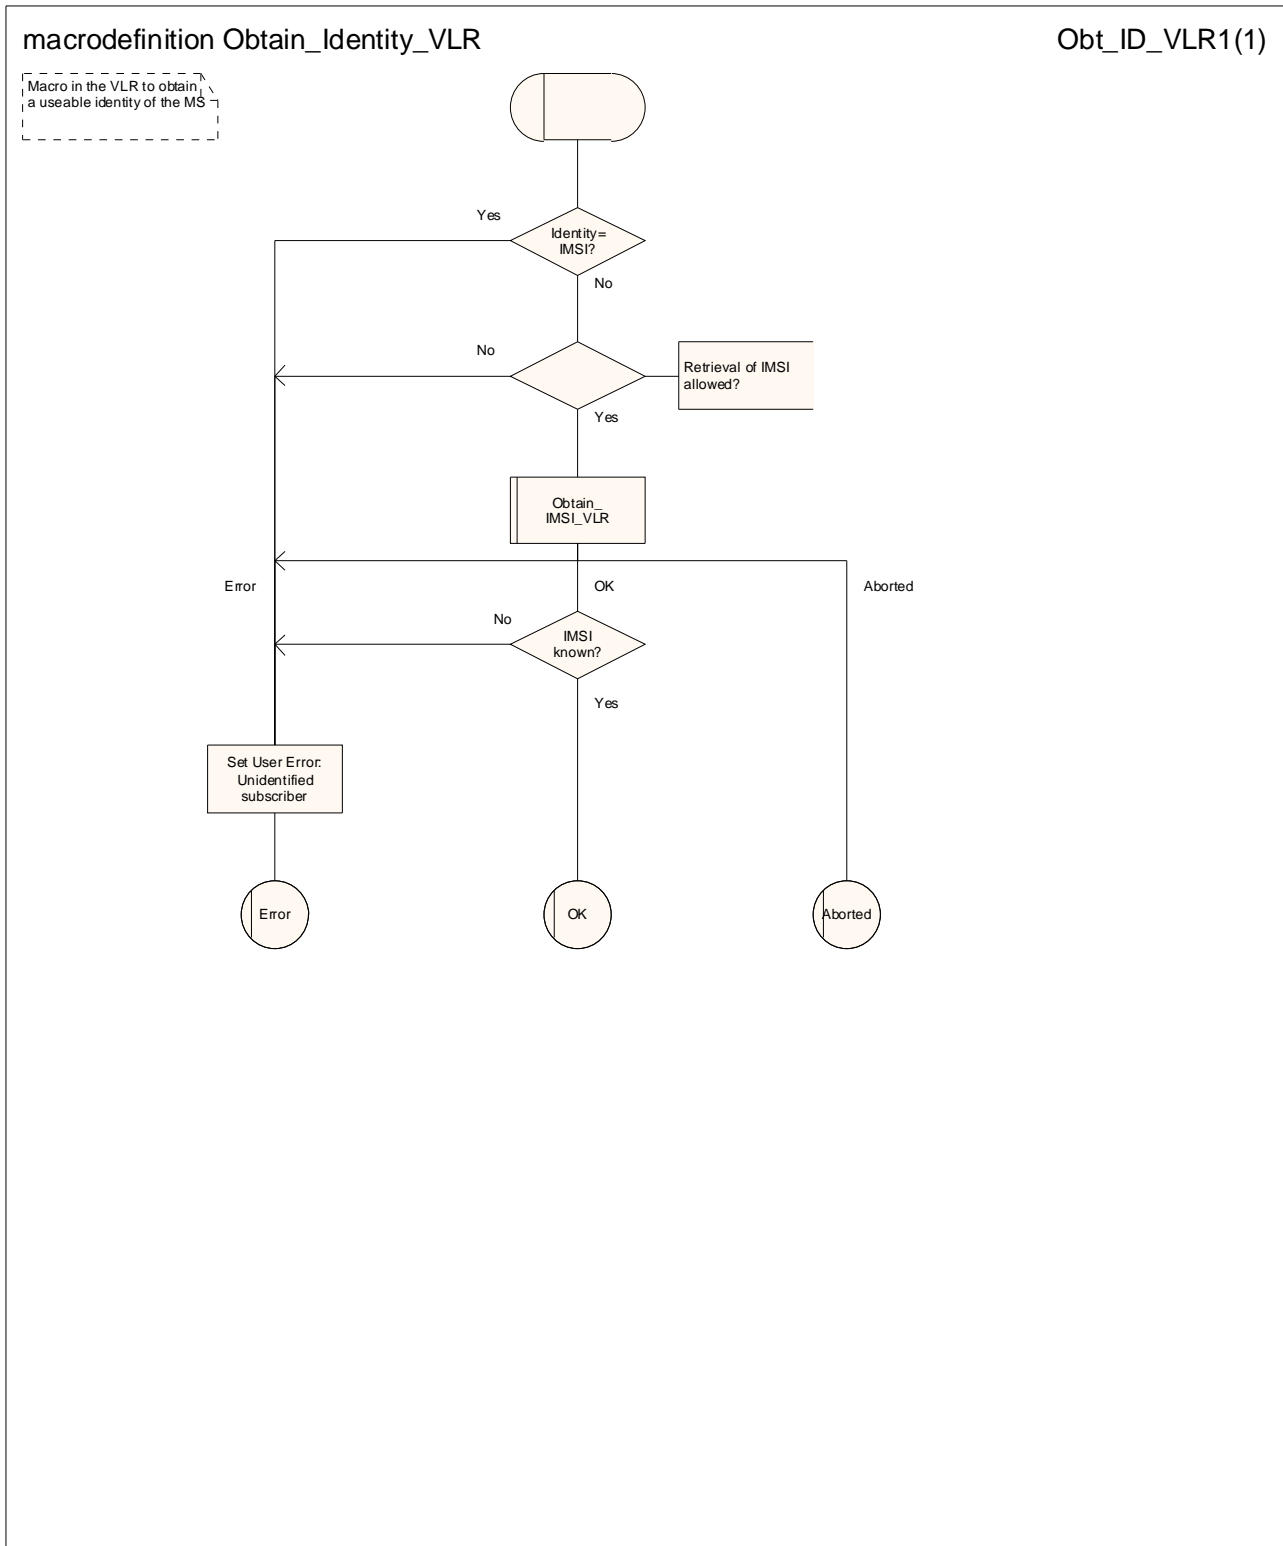 macrodefinition Obtain_Identity_VLR
Obt_ID_VLR1(1)
Macro in the VLR to obtain
a useable identity of the MS
Yes
Identity=
IMSI?
No
No
Retrieval of IMSI
allowed?
Yes
Obtain_
IMSI_VLR
Error
OK
Aborted
No
IMSI
known?
Yes
Set User Error:
Unidentified
subscriber
Error
OK
Aborted